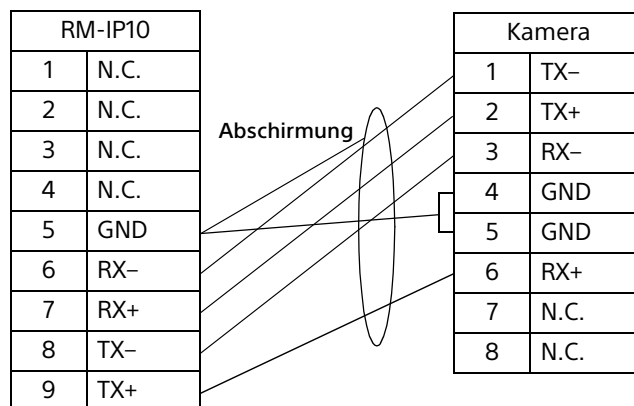 RM-IP10
1 N.C.
2 N.C.
3 N.C.
4 N.C.
5 GND
6 RX–
7 RX+
8 TX–
9 TX+
Abschirmung
Kamera
1 TX–
2 TX+
3 RX–
4 GND
5 GND
6 RX+
7 N.C.
8 N.C.